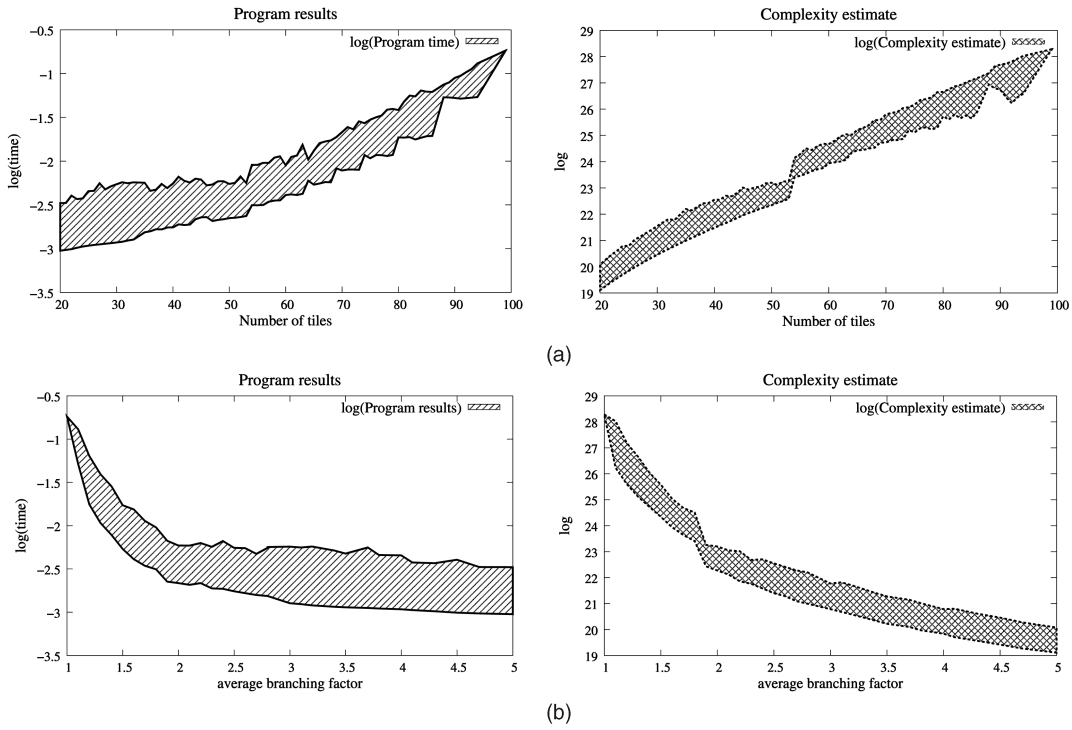 Program results
log(Program time)
−0.5
−1
−1.5
−2
−2.5
−3
−3.5
log(time)
20 30 40 50 60 70 80 90 100
Number of tiles
Complexity estimate
log(Complexity estimate)
29
28
27
26
25
24
23
22
21
20
19
log
20 30 40 50 60 70 80 90 100
Number of tiles
(a)
Program results
log(Program results)
−0.5
−1
−1.5
−2
−2.5
−3
−3.5
log(time)
1 1.5 2 2.5 3 3.5 4 4.5 5
average branching factor
Complexity estimate
log(Complexity estimate)
29
28
27
26
25
24
23
22
21
20
19
log
1 1.5 2 2.5 3 3.5 4 4.5 5
average branching factor
(b)